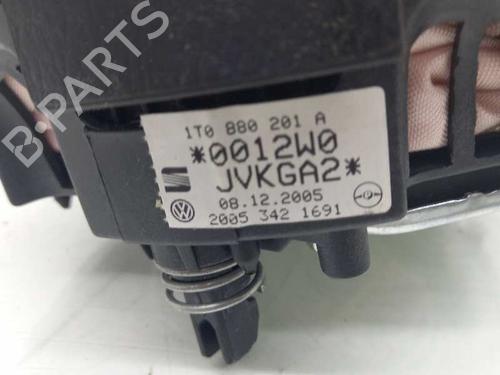 B-PARTS
1T0 880 201 A
*0012W0
JVKGA2*
08.12.2005
2005 342 1691